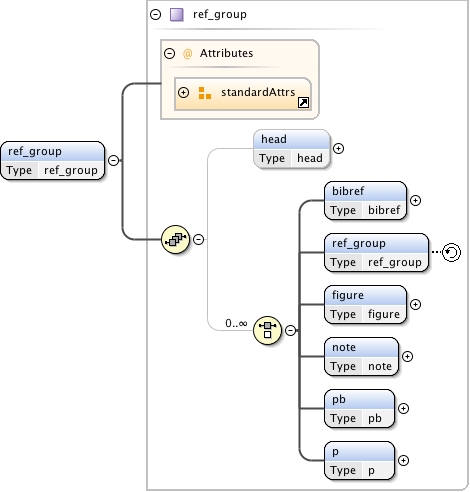 ref_group
@ Attributes
standardAttrs
ref_group
Type ref_group
head
Type head
bibref
Type bibref
ref_group
Type ref_group
figure
Type figure
0..∞
note
Type note
pb
Type pb
p
Type p